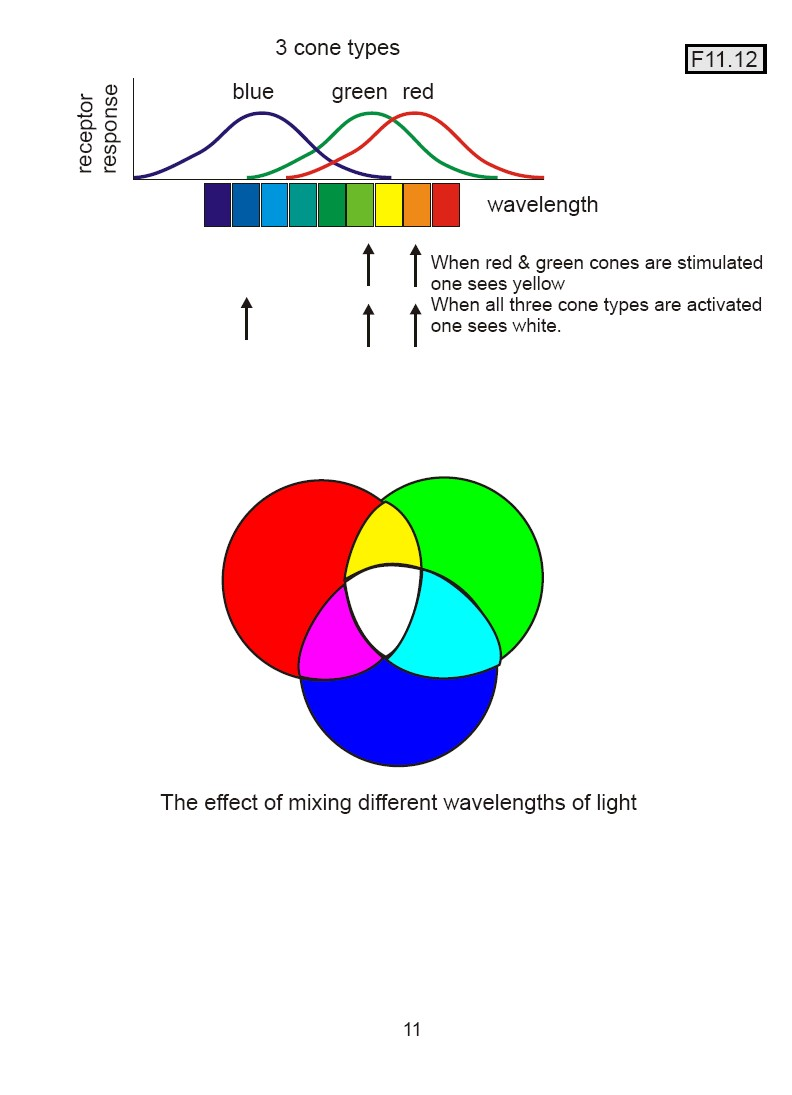 3 cone types
F11.12
blue
green
red
receptor
response
wavelength
When red & green cones are stimulated
one sees yellow
When all three cone types are activated
one sees white.
The effect of mixing different wavelengths of light
11